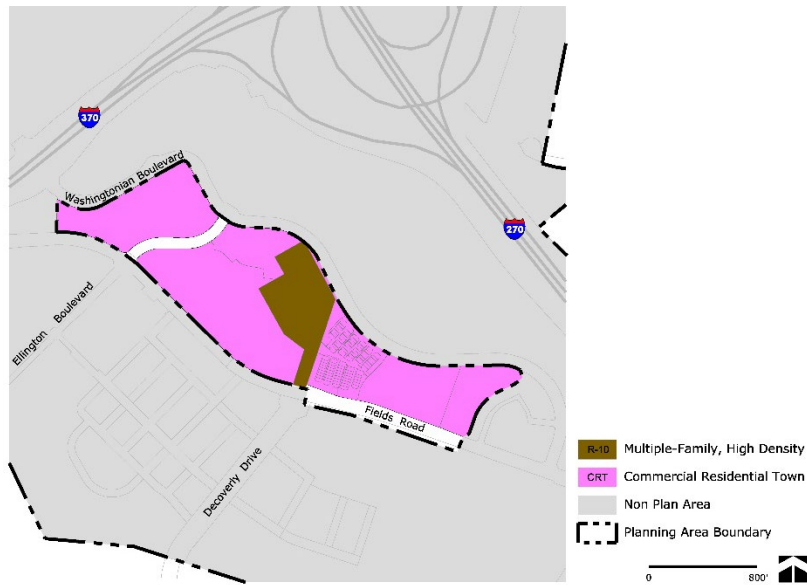 370
Washingtonian Boulevard
270
Ellington Boulevard
Fields Road
Decoverly Drive
R-10 Multiple-Family, High Density
CRT Commercial Residential Town
Non Plan Area
Planning Area Boundary
0 800'